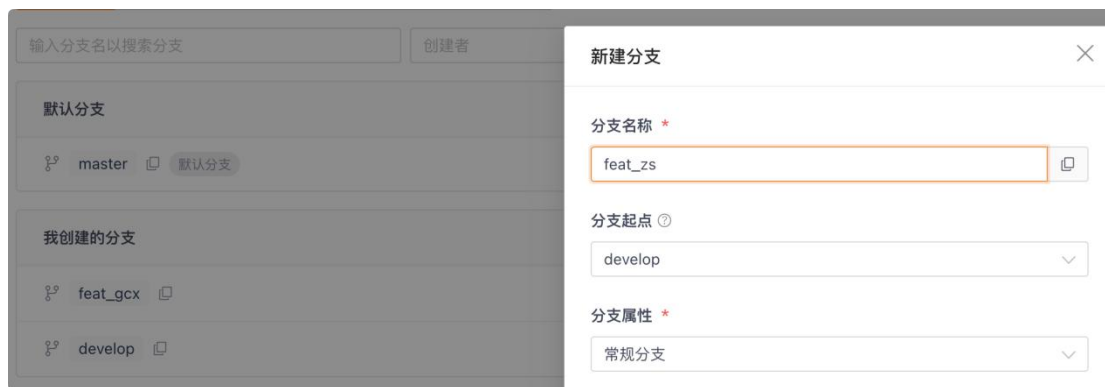 输入分支名以搜索分支
创建者
默认分支
master 默认分支
我创建的分支
feat_gcx
develop
新建分支
分支名称 *
feat_zs
分支起点
develop
分支属性 *
常规分支